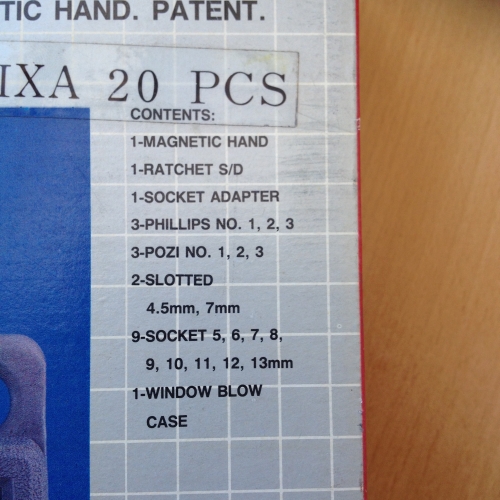 TIC HAND. PATENT.
IXA 20 PCS
CONTENTS:
1-MAGNETIC HAND
1-RATCHET S/D
1-SOCKET ADAPTER
3-PHILLIPS NO. 1, 2, 3
3-POZI NO. 1, 2, 3
2-SLOTTED
4.5mm, 7mm
9-SOCKET 5, 6, 7, 8,
9, 10, 11, 12, 13mm
1-WINDOW BLOW
CASE